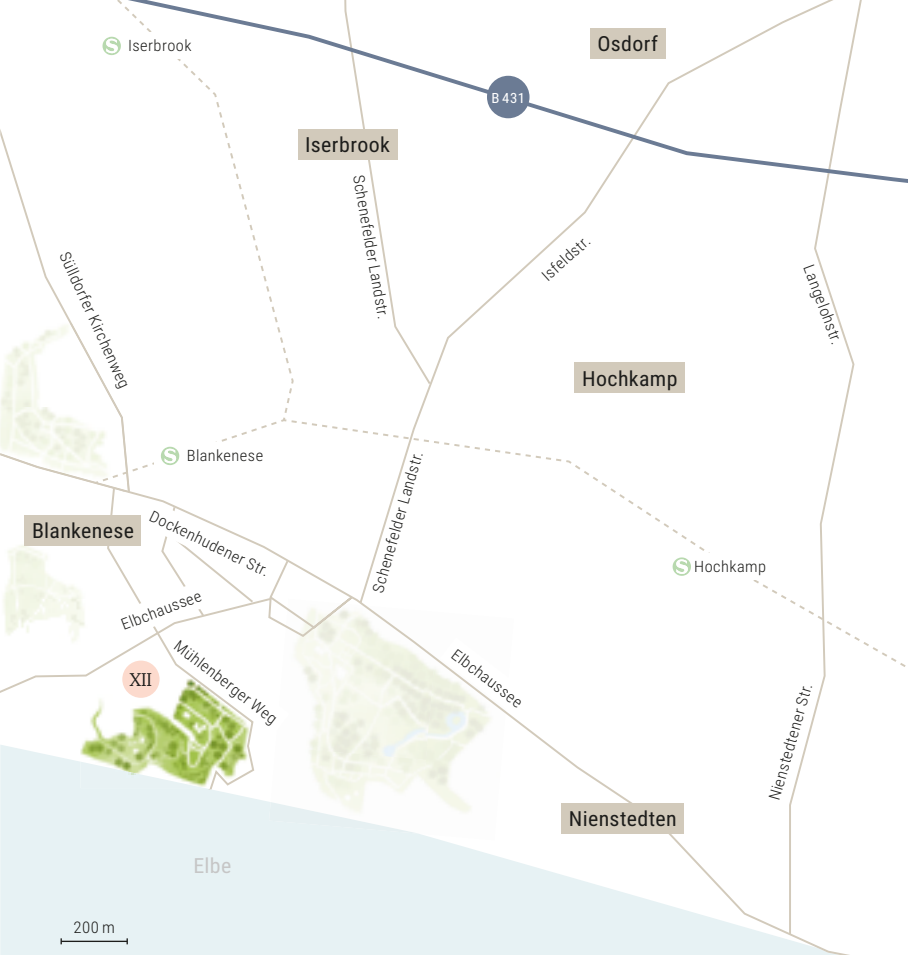 Osdorf
S Iserbrook
B 431
Iserbrook
Schenefelder Landstr.
Isfeldstr.
Sülldorfer Kirchenweg
Langelohstr.
Hochkamp
S Blankenese
Schenefelder Landstr.
Blankenese
Dockenhudener Str.
S Hochkamp
Elbchaussee
Mühlenberger Weg
Elbchaussee
XII
Nienstedtener Str.
Nienstedten
Elbe
200 m